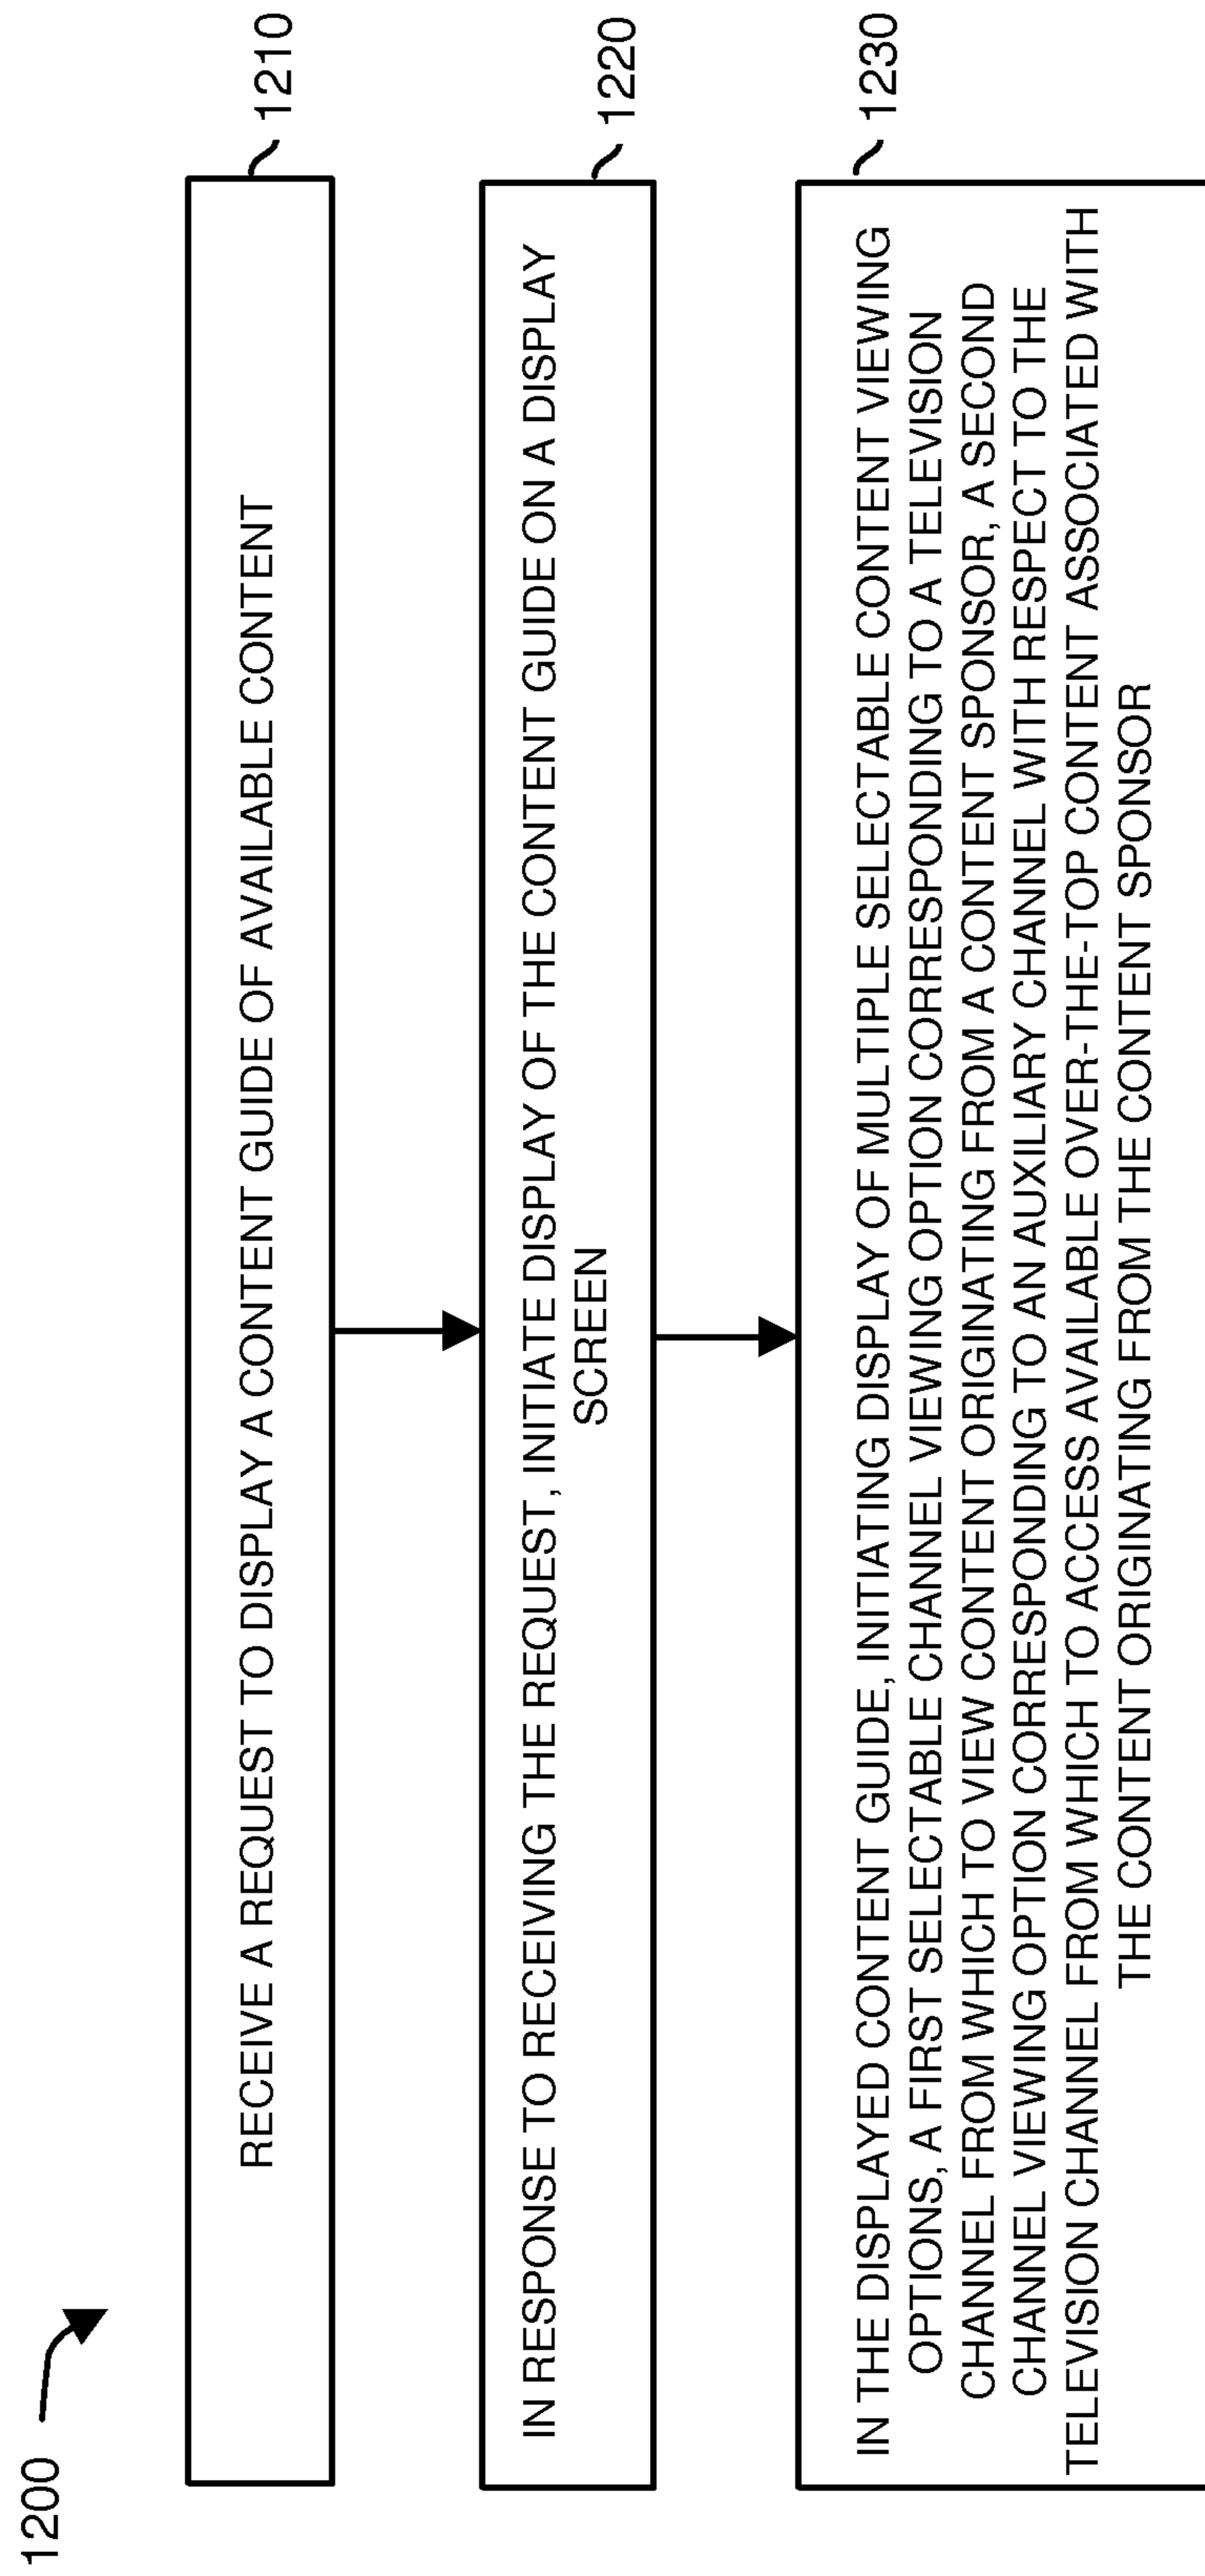 1200
RECEIVE A REQUEST TO DISPLAY A CONTENT GUIDE OF AVAILABLE CONTENT
1210
IN RESPONSE TO RECEIVING THE REQUEST, INITIATE DISPLAY OF THE CONTENT GUIDE ON A DISPLAY
SCREEN
1220
IN THE DISPLAYED CONTENT GUIDE, INITIATING DISPLAY OF MULTIPLE SELECTABLE CONTENT VIEWING
OPTIONS, A FIRST SELECTABLE CHANNEL VIEWING OPTION CORRESPONDING TO A TELEVISION
CHANNEL FROM WHICH TO VIEW CONTENT ORIGINATING FROM A CONTENT SPONSOR, A SECOND
CHANNEL VIEWING OPTION CORRESPONDING TO AN AUXILIARY CHANNEL WITH RESPECT TO THE
TELEVISION CHANNEL FROM WHICH TO ACCESS AVAILABLE OVER-THE-TOP CONTENT ASSOCIATED WITH
THE CONTENT ORIGINATING FROM THE CONTENT SPONSOR
1230